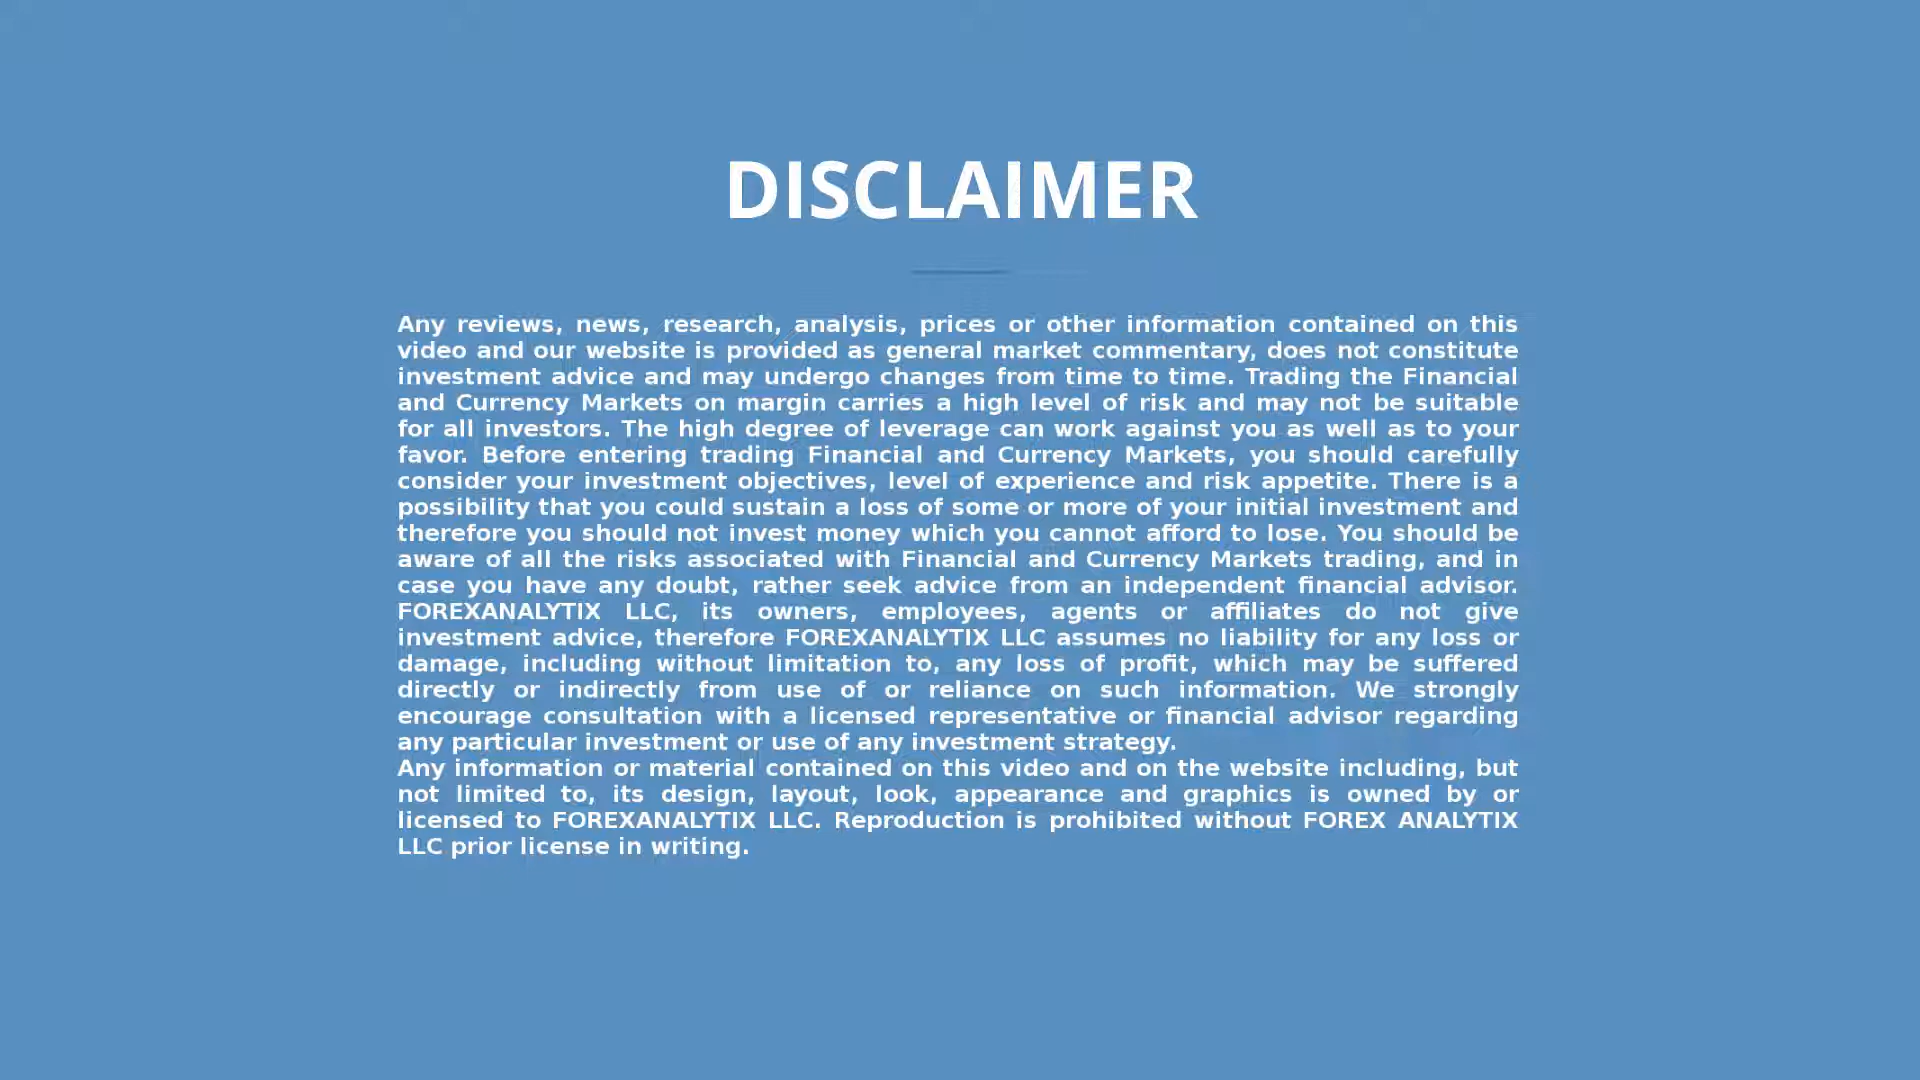 DISCLAIMER
Any reviews, news, research, analysis, prices or other information contained on this
video and our website is provided as general market commentary, does not constitute
investment advice and may undergo changes from time to time. Trading the Financial
and Currency Markets on margin carries a high level of risk and may not be suitable
for all investors. The high degree of leverage can work against you as well as to your
favor. Before entering trading Financial and Currency Markets, you should carefully
consider your investment objectives, level of experience and risk appetite. There is a
possibility that you could sustain a loss of some or more of your initial investment and
therefore you should not invest money which you cannot afford to lose. You should be
aware of all the risks associated with Financial and Currency Markets trading, and in
case you have any doubt, rather seek advice from an independent financial advisor.
FOREXANALYTIX LLC, its owners, employees, agents or affiliates do not give
investment advice, therefore FOREXANALYTIX LLC assumes no liability for any loss or
damage, including without limitation to, any loss of profit, which may be suffered
directly or indirectly from use of or reliance on such information. We strongly
encourage consultation with a licensed representative or financial advisor regarding
any particular investment or use of any investment strategy.
Any information or material contained on this video and on the website including, but
not limited to, its design, layout, look, appearance and graphics is owned by or
licensed to FOREXANALYTIX LLC. Reproduction is prohibited without FOREX ANALYTIX
LLC prior license in writing.